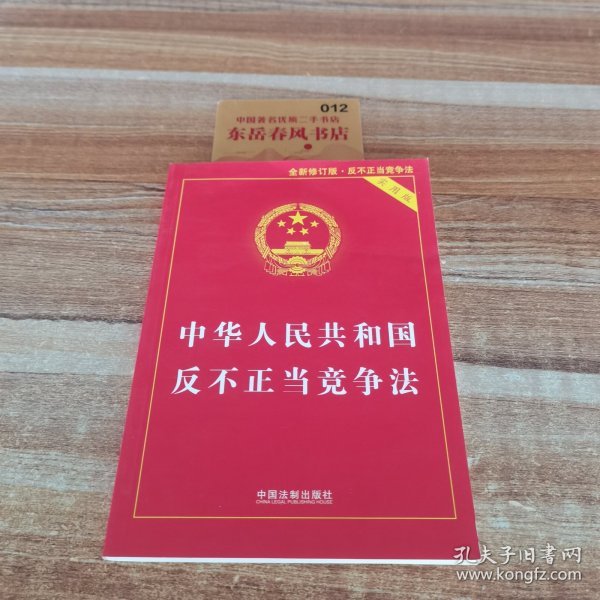 012
中国著名优质二手书店
东岳春风书店
全新修订版·反不正当竞争法
实用版
中华人民共和国
反不正当竞争法
中国法制出版社
CHINA LEGAL PUBLISHING HOUSE
孔夫子旧书网
www.kongfz.com